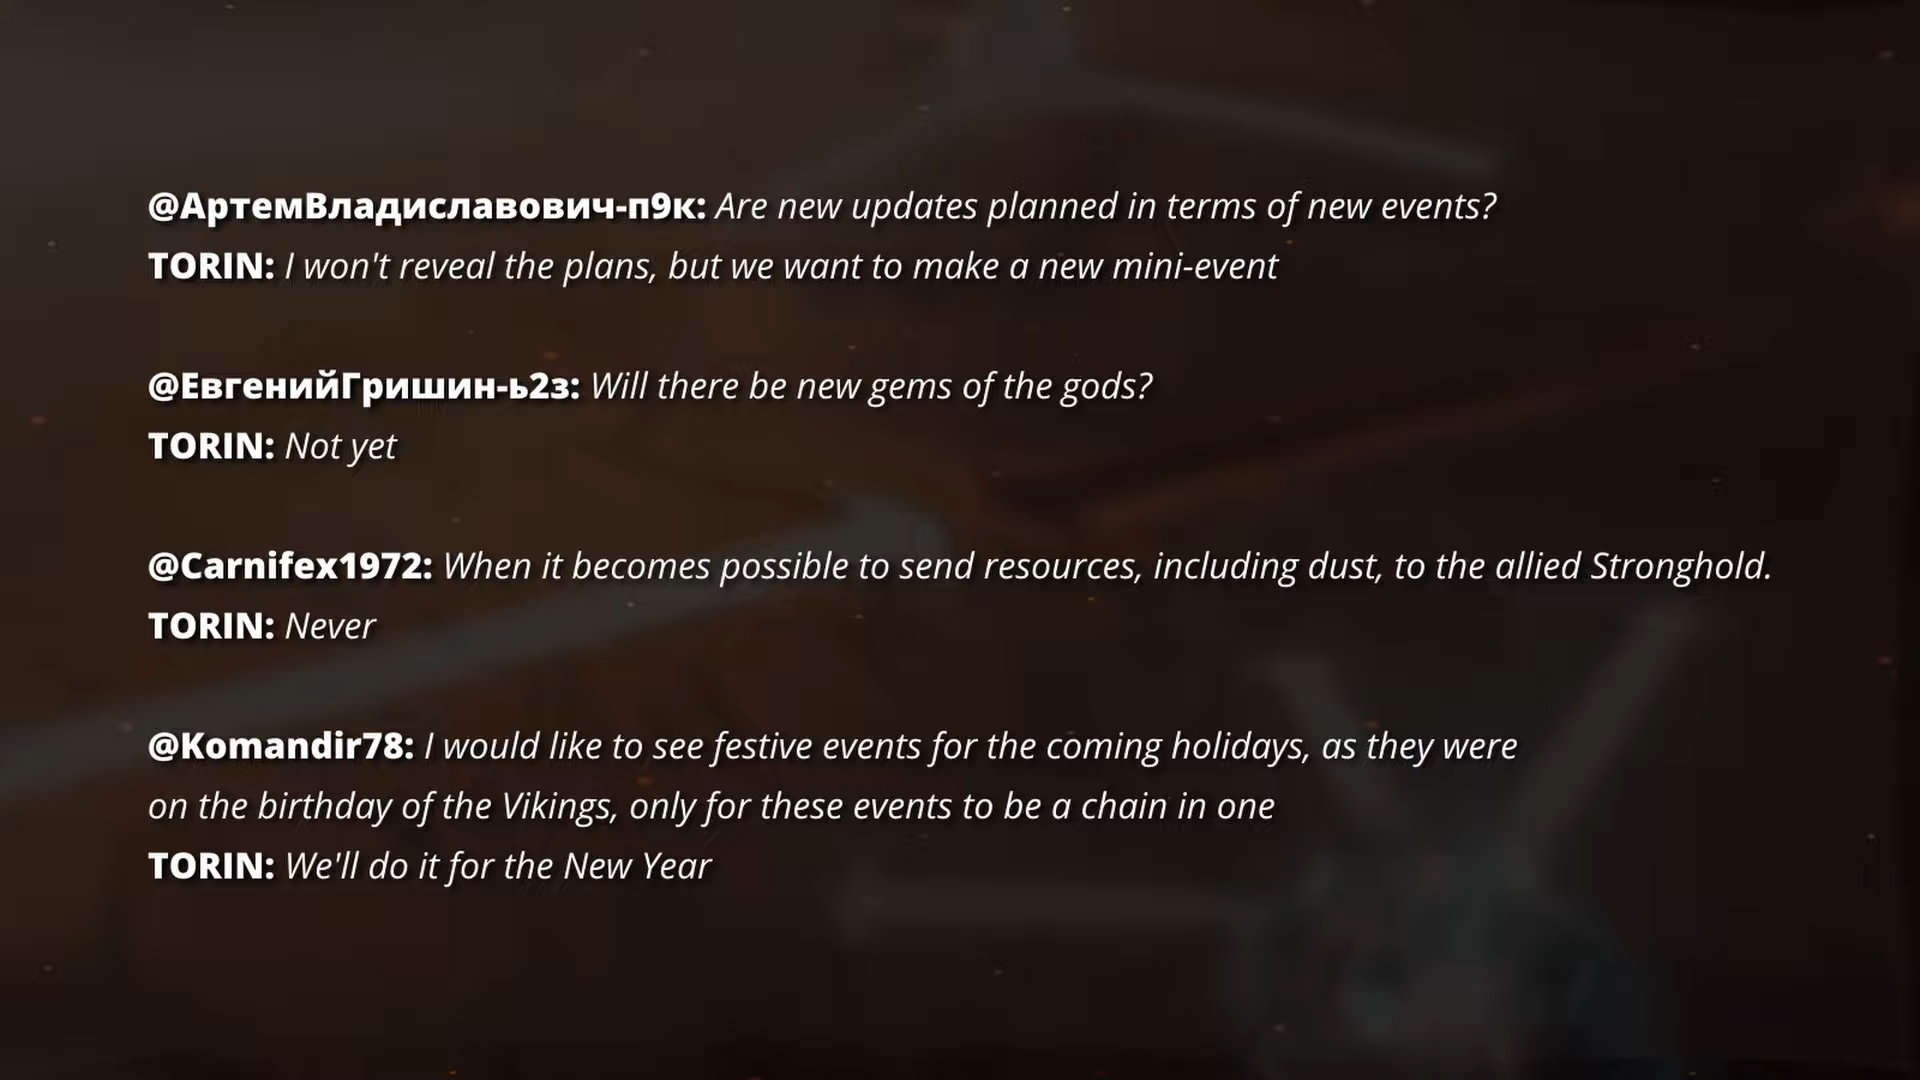 @АртемВладиславович-п9к: Are new updates planned in terms of new events?
TORIN: I won't reveal the plans, but we want to make a new mini-event
@ЕвгенийГришин-ь2з: Will there be new gems of the gods?
TORIN: Not yet
@Carnifex1972: When it becomes possible to send resources, including dust, to the allied Stronghold.
TORIN: Never
@Komandir78: I would like to see festive events for the coming holidays, as they were
on the birthday of the Vikings, only for these events to be a chain in one
TORIN: We'll do it for the New Year